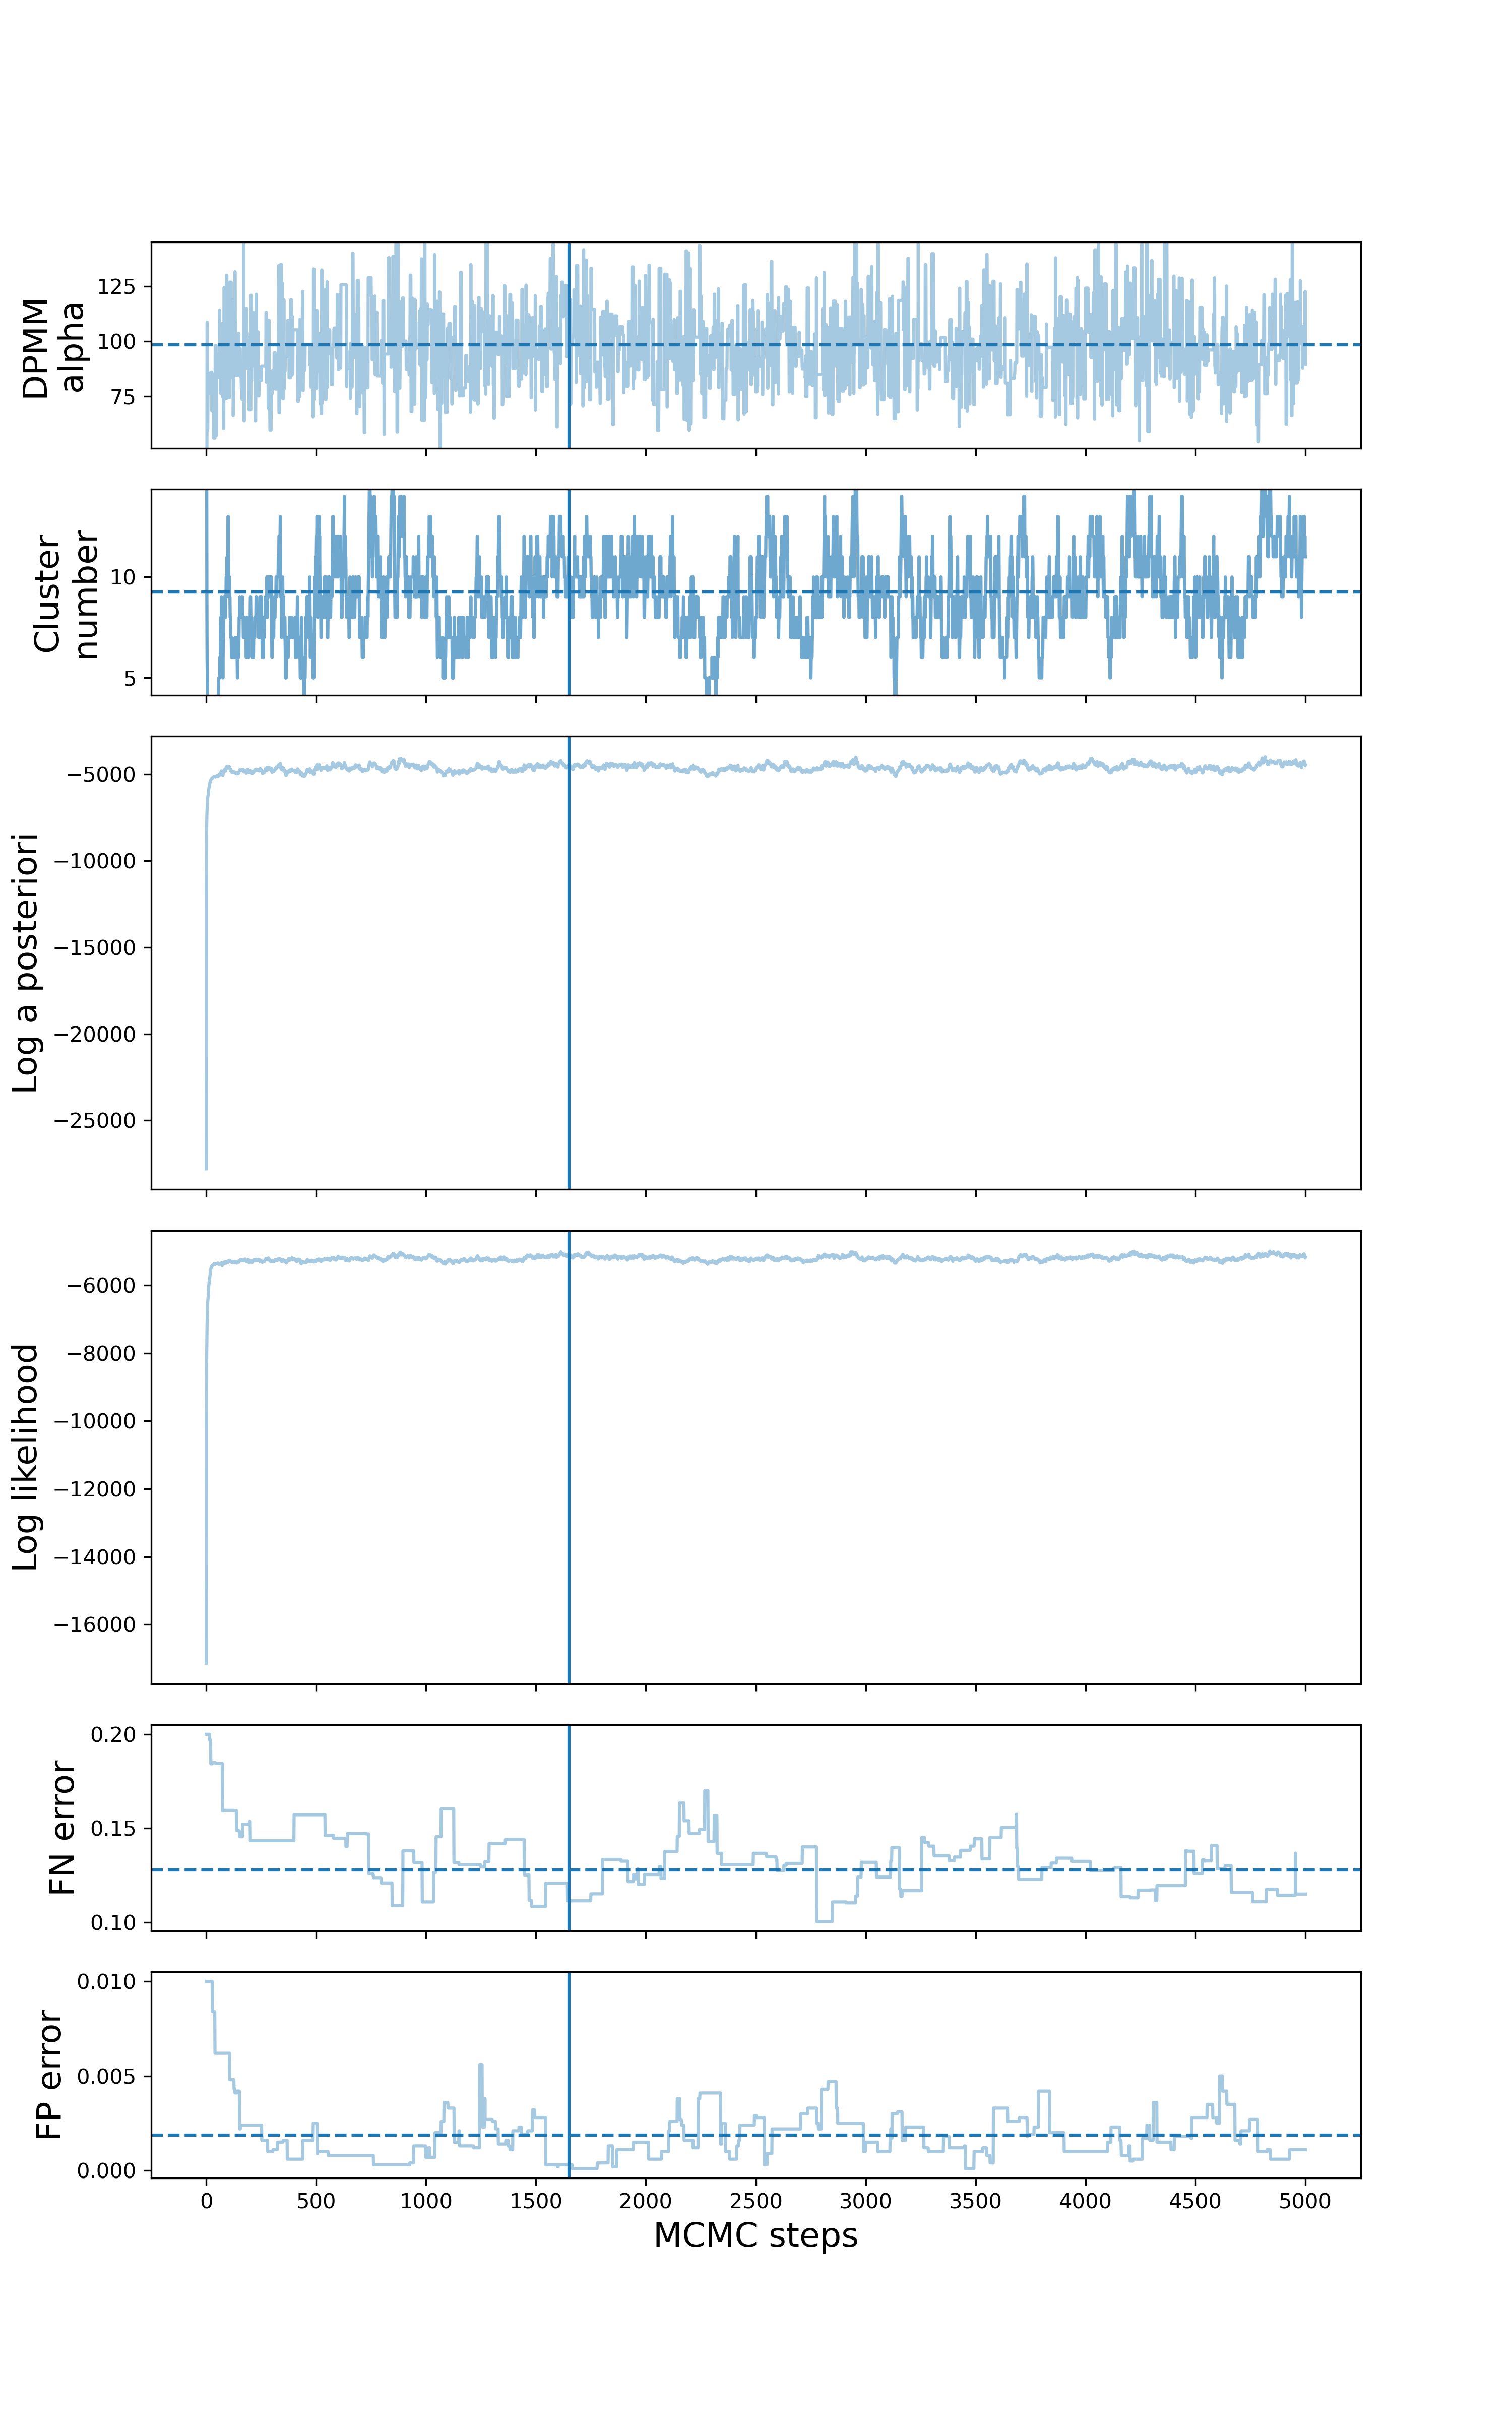 DPMM
alpha
125
100
75
Cluster
number
10
5
Log a posteriori
−5000
−10000
−15000
−20000
−25000
Log likelihood
−6000
−8000
−10000
−12000
−14000
−16000
FN error
0.20
0.15
0.10
FP error
0.010
0.005
0.000
0 500 1000 1500 2000 2500 3000 3500 4000 4500 5000
MCMC steps